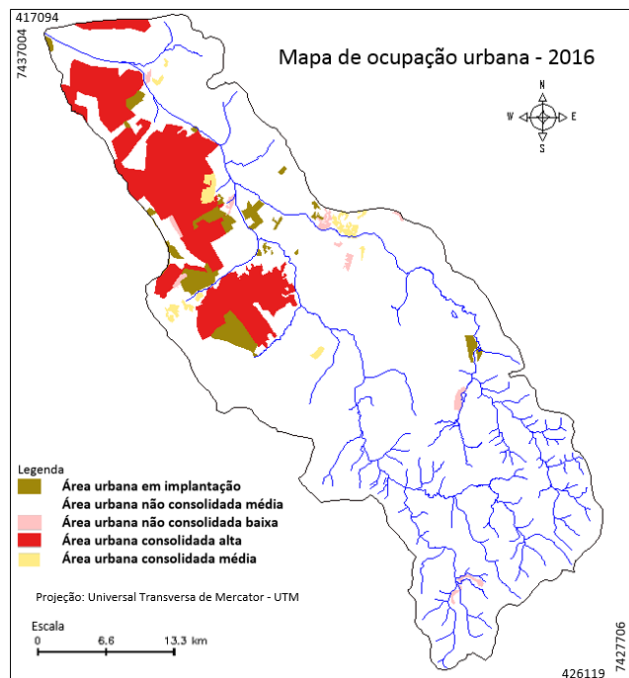 417094
7437004
Mapa de ocupação urbana - 2016
N
W E
S
Legenda
Área urbana em implantação
Área urbana não consolidada média
Área urbana não consolidada baixa
Área urbana consolidada alta
Área urbana consolidada média
Projeção: Universal Transversa de Mercator - UTM
Escala
0 6.6 13.3 km
7427706
426119